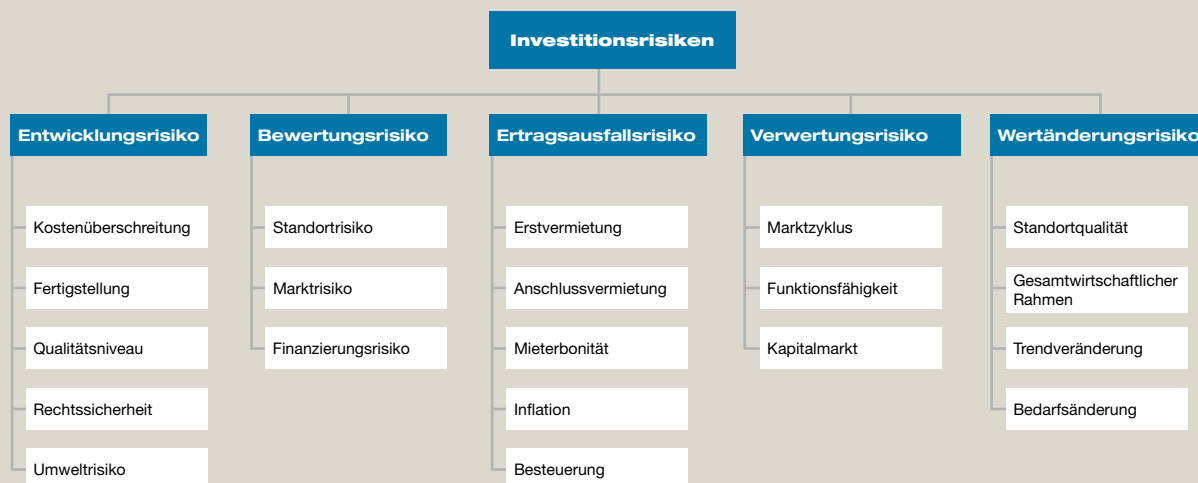 Investitionsrisiken
Entwicklungsrisiko
Kostenüberschreitung
Fertigstellung
Qualitätsniveau
Rechtssicherheit
Umweltrisiko
Bewertungsrisiko
Standortrisiko
Marktrisiko
Finanzierungsrisiko
Ertragsausfallsrisiko
Erstvermietung
Anschlussvermietung
Mieterbonität
Inflation
Besteuerung
Verwertungsrisiko
Marktzyklus
Funktionsfähigkeit
Kapitalmarkt
Wertänderungsrisiko
Standortqualität
Gesamtwirtschaftlicher
Rahmen
Trendveränderung
Bedarfsänderung